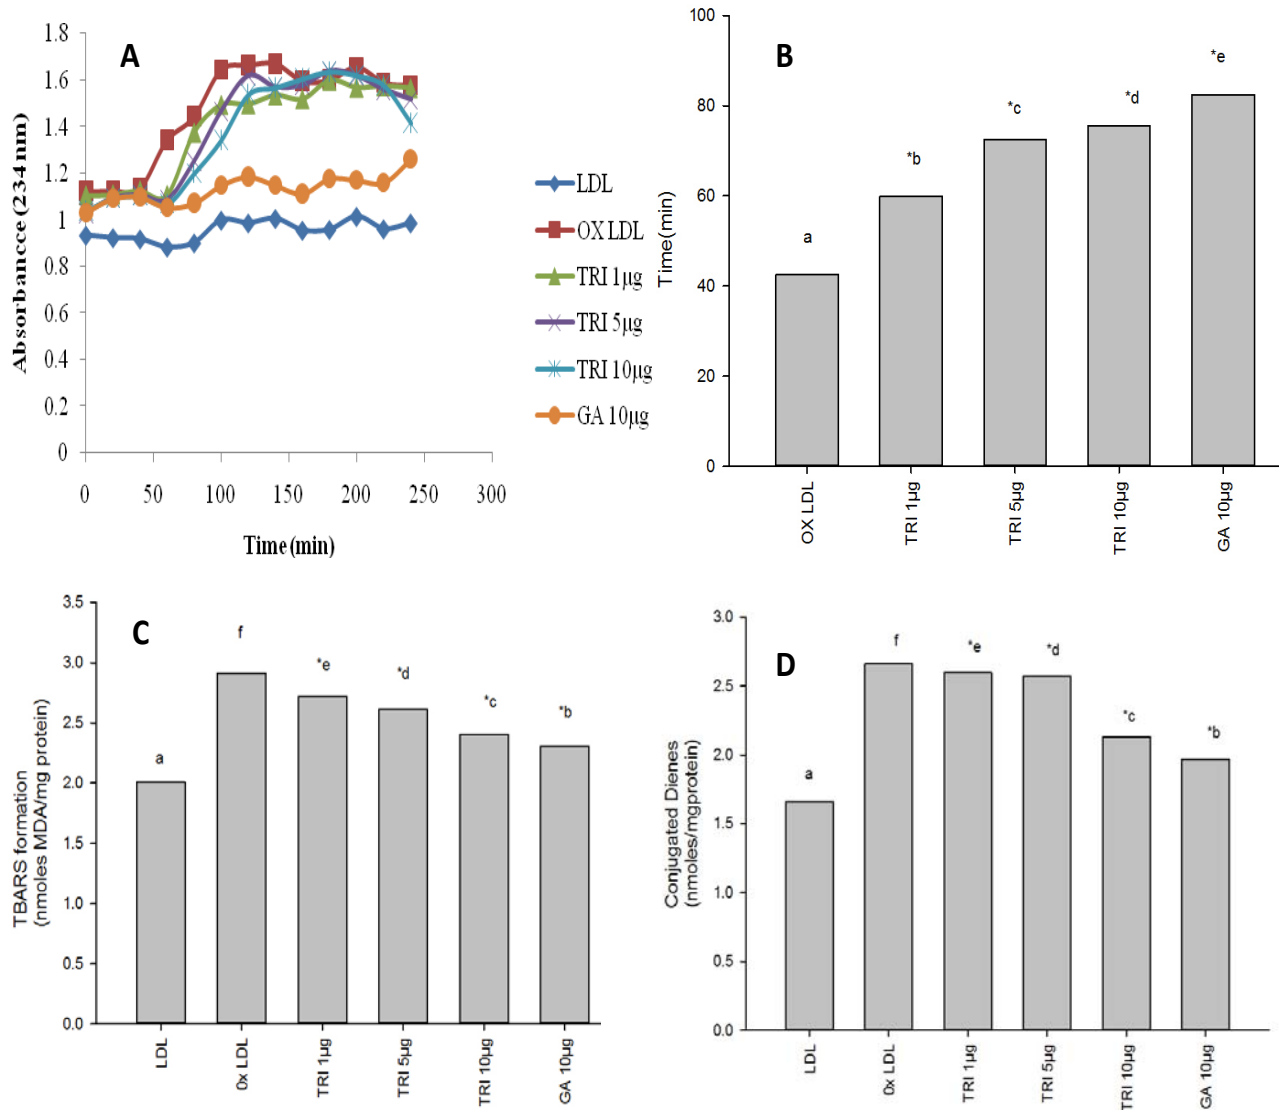 A
1.8
1.6
1.4
1.2
1
0.8
0.6
0.4
0.2
0
Absorbancce (234 nm)
0 50 100 150 200 250 300
Time (min)
LDL
OX LDL
TRI 1µg
TRI 5µg
TRI 10µg
GA 10µg
B
100
80
60
40
20
0
Time(min)
a
*b
*c
*d
*e
OX LDL
TRI 1µg
TRI 5µg
TRI 10µg
GA 10µg
C
3.5
3.0
2.5
2.0
1.5
1.0
0.5
0.0
TBARS formation
(nmoles MDA/mg protein)
a
f
*e
*d
*c
*b
LDL
0x LDL
TRI 1µg
TRI 5µg
TRI 10µg
GA 10µg
D
3.0
2.5
2.0
1.5
1.0
0.5
0.0
Conjugated Dienes
(nmoles/mgprotein)
a
f
*e
*d
*c
*b
LDL
0x LDL
TRI 1µg
TRI 5µg
TRI 10µg
GA 10µg